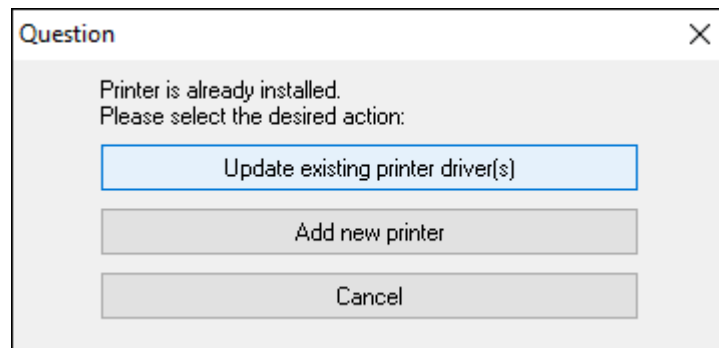 Question
Printer is already installed.
Please select the desired action:
Update existing printer driver(s)
Add new printer
Cancel